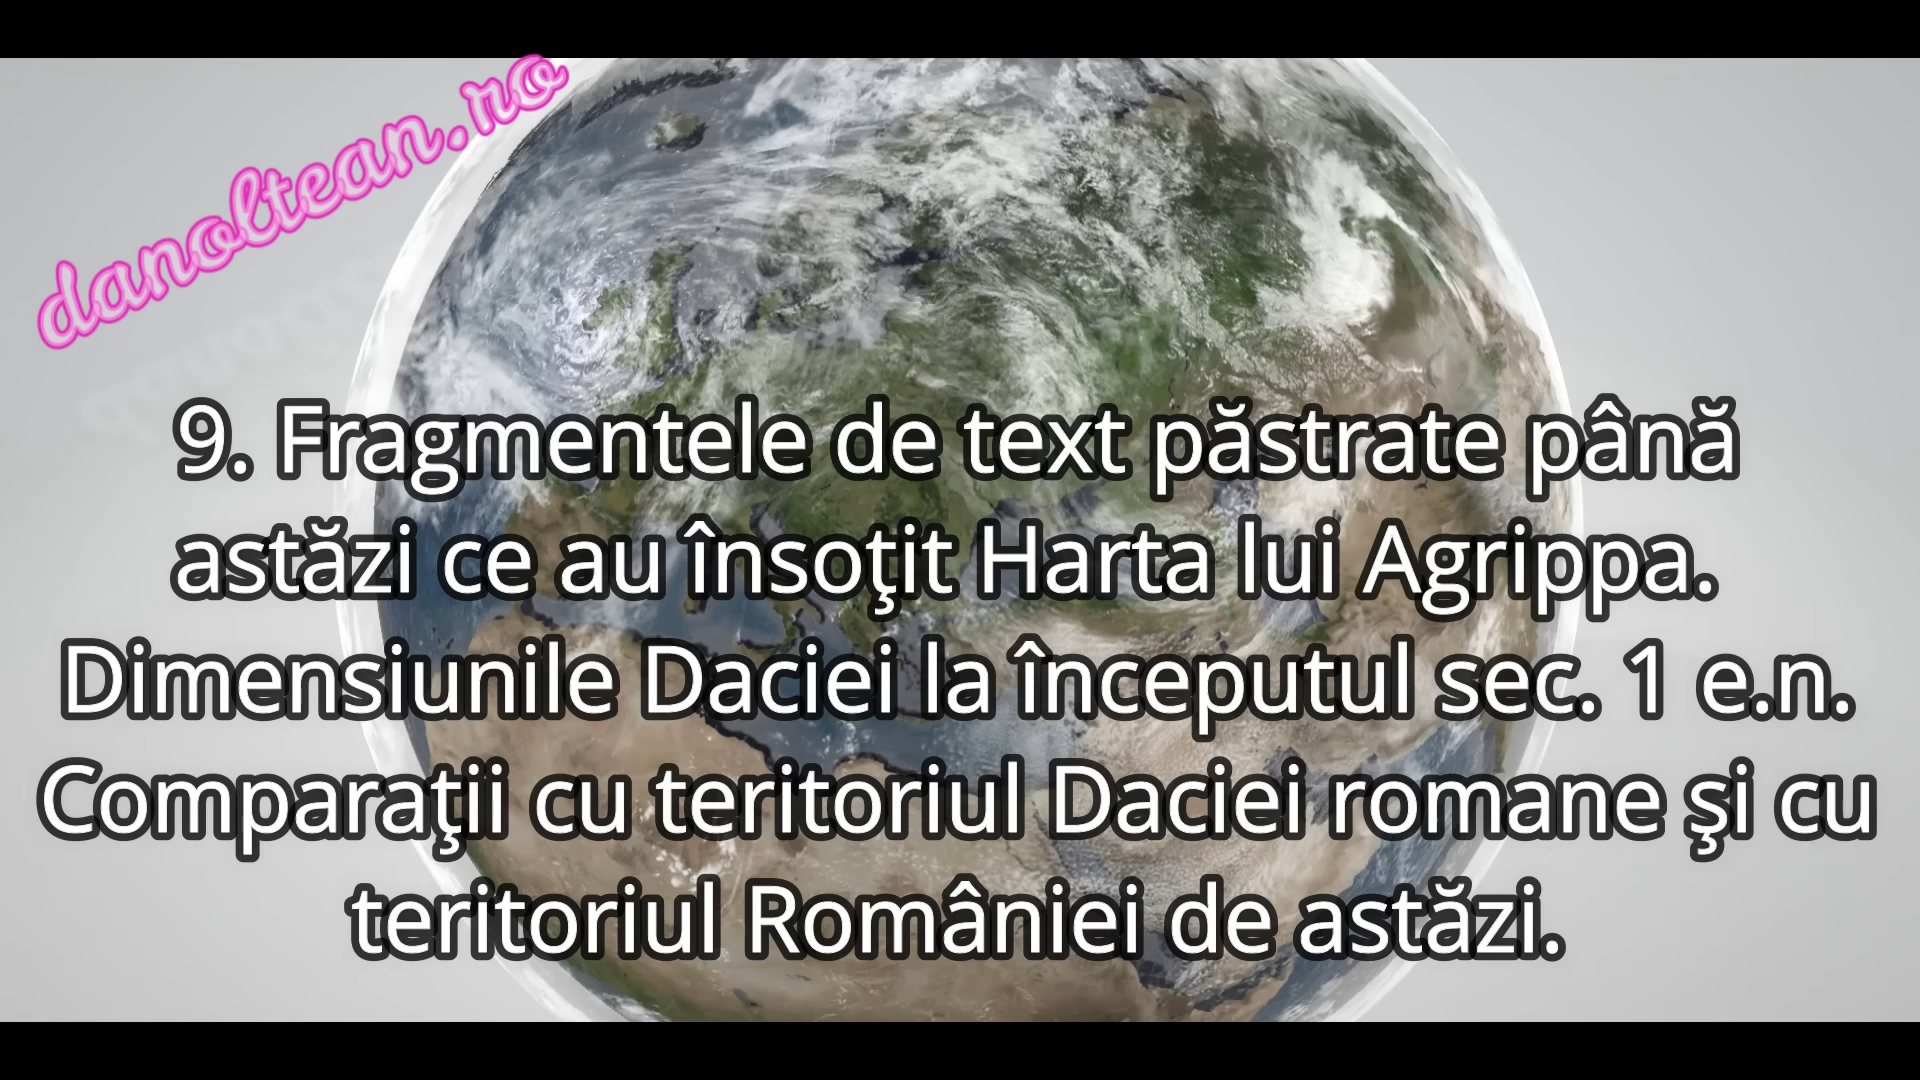 danoltean.ro
9. Fragmentele de text păstrate până
astăzi ce au însoţit Harta lui Agrippa.
Dimensiunile Daciei la începutul sec. 1 e.n.
Comparaţii cu teritoriul Daciei romane şi cu
teritoriul României de astăzi.